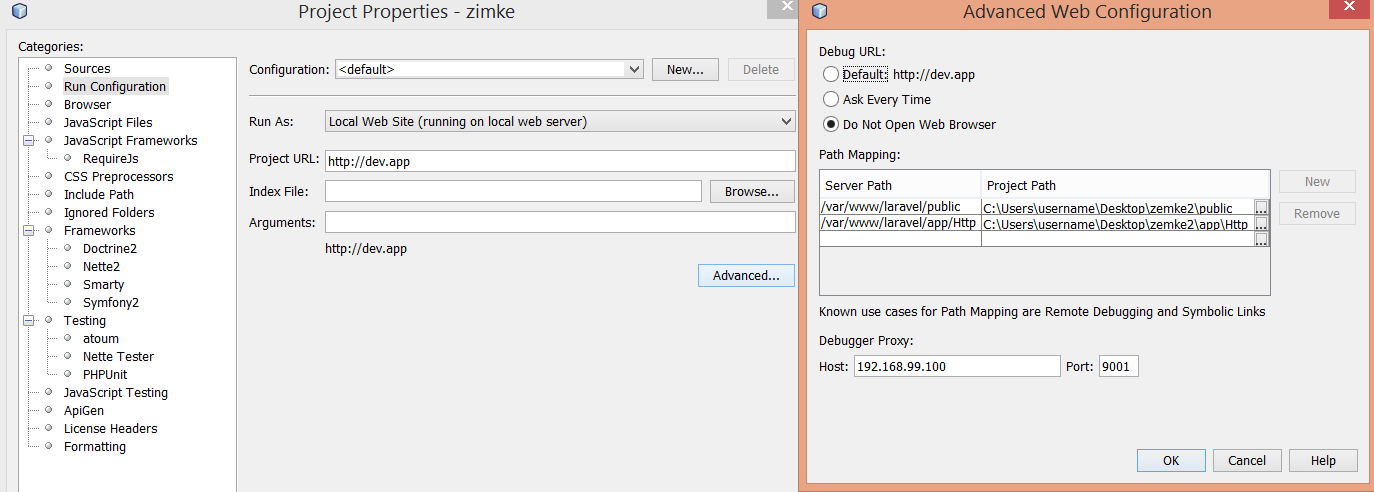 Project Properties - zimke
Categories:
Sources
Run Configuration
Browser
JavaScript Files
JavaScript Frameworks
RequireJs
CSS Preprocessors
Include Path
Ignored Folders
Frameworks
Doctrine2
Nette2
Smarty
Symfony2
Testing
atoum
Nette Tester
PHPUnit
JavaScript Testing
ApiGen
License Headers
Formatting
Configuration: <default> New... Delete
Run As: Local Web Site (running on local web server)
Project URL: http://dev.app
Index File: Browse...
Arguments:
http://dev.app
Advanced...
Advanced Web Configuration
Debug URL:
Default: http://dev.app
Ask Every Time
Do Not Open Web Browser
Path Mapping:
Server Path Project Path New
/var/www/laravel/public C:\Users\username\Desktop\zemke2\public ... Remove
/var/www/laravel/app/Http C:\Users\username\Desktop\zemke2\app\Http ...
...
Known use cases for Path Mapping are Remote Debugging and Symbolic Links
Debugger Proxy:
Host: 192.168.99.100 Port: 9001
OK Cancel Help